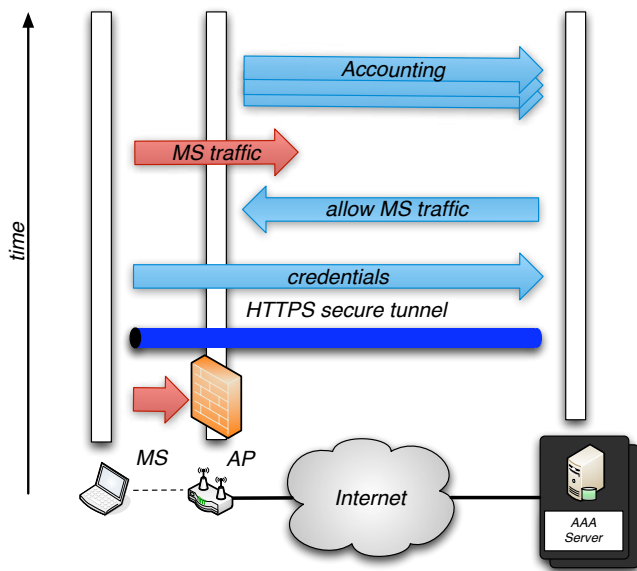 Accounting
MS traffic
allow MS traffic
credentials
HTTPS secure tunnel
time
MS
AP
Internet
AAA
Server